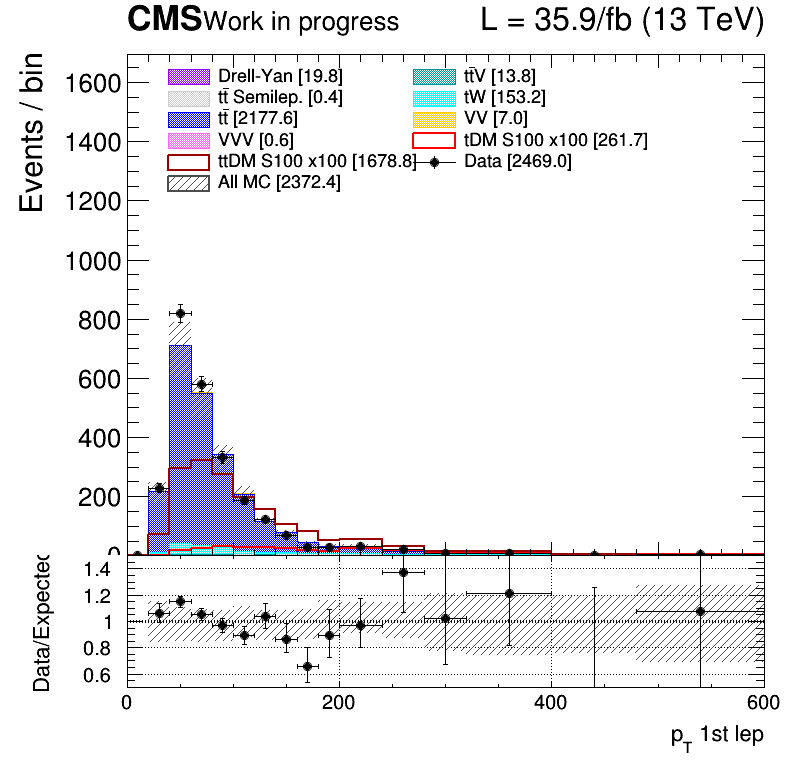 CMS Work in progress L = 35.9/fb (13 TeV)
Events / bin
1600
1400
1200
1000
800
600
400
200
0
Drell-Yan [19.8]
tt̄V [13.8]
tt̄ Semilep. [0.4]
tW [153.2]
tt̄ [2177.6]
VV [7.0]
VVV [0.6]
tDM S100 x100 [261.7]
ttDM S100 x100 [1678.8]
Data [2469.0]
All MC [2372.4]
Data/Expected
1.4
1.2
1
0.8
0.6
0 200 400 600
p_T 1st lep